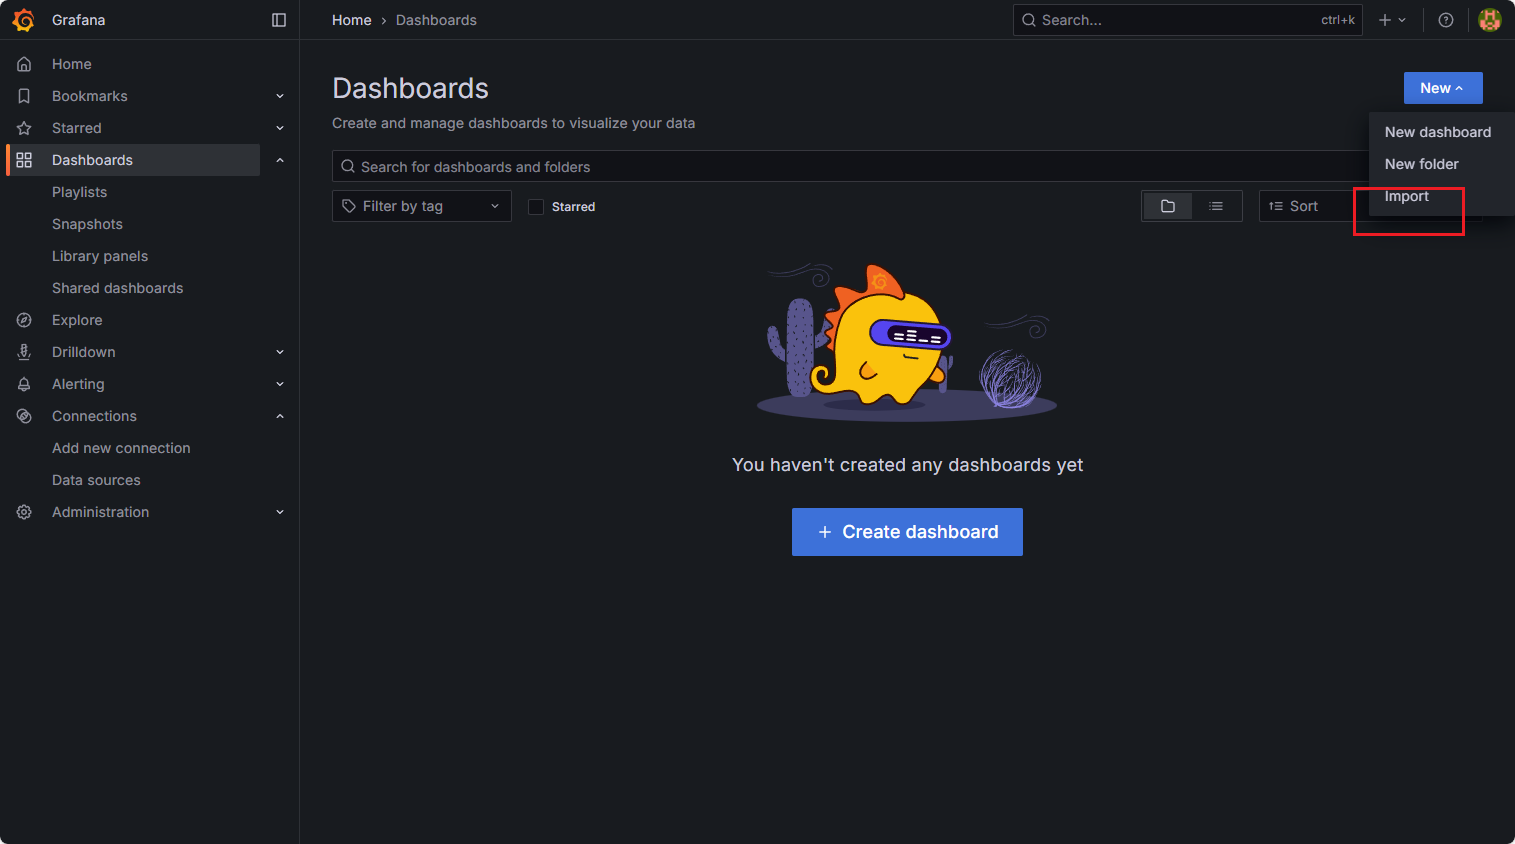 Grafana
Home › Dashboards
Search... ctrl+k
Home
Bookmarks
Starred
Dashboards
Playlists
Snapshots
Library panels
Shared dashboards
Explore
Drilldown
Alerting
Connections
Add new connection
Data sources
Administration
Dashboards
New
Create and manage dashboards to visualize your data
New dashboard
New folder
Import
Search for dashboards and folders
Filter by tag
Starred
Sort
You haven't created any dashboards yet
Create dashboard